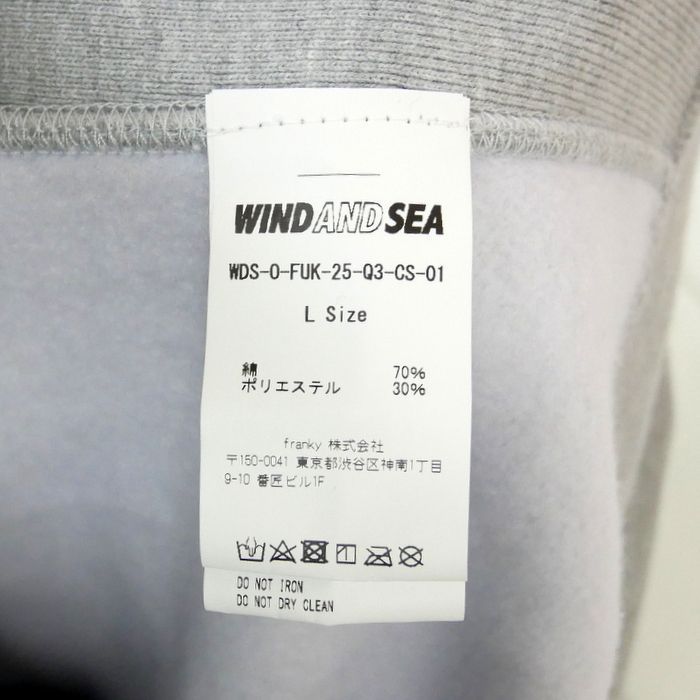 WINDANDSEA
WDS-O-FUK-25-Q3-CS-01
L Size
綿 70%
ポリエステル 30%
franky 株式会社
〒150-0041 東京都渋谷区神南1丁目
9-10 番匠ビル1F
DO NOT IRON
DO NOT DRY CLEAN